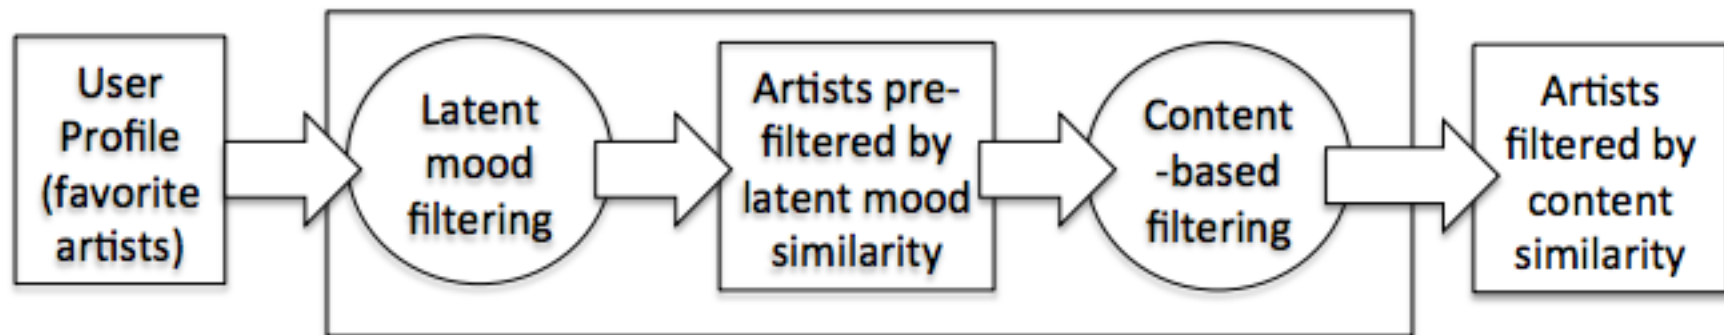 User
Profile
(favorite
artists)
Latent
mood
filtering
Artists pre-
filtered by
latent mood
similarity
Content
-based
filtering
Artists
filtered by
content
similarity